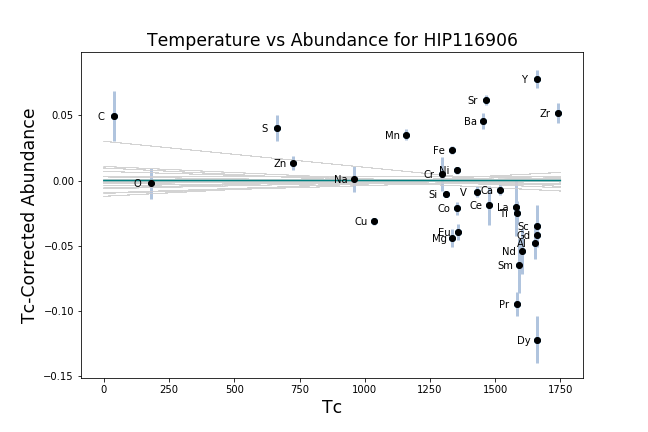 Temperature vs Abundance for HIP116906
Tc-Corrected Abundance
0.05
0.00
−0.05
−0.10
−0.15
C
O
S
Zn
Na
Cu
Mn
Fe
Cr
Ni
Si
Co
Eu
Mg
V
Ca
Ce
Sr
Ba
Y
Zr
La
Ti
Sc
Gd
Al
Nd
Sm
Pr
Dy
0
250
500
750
1000
1250
1500
1750
Tc